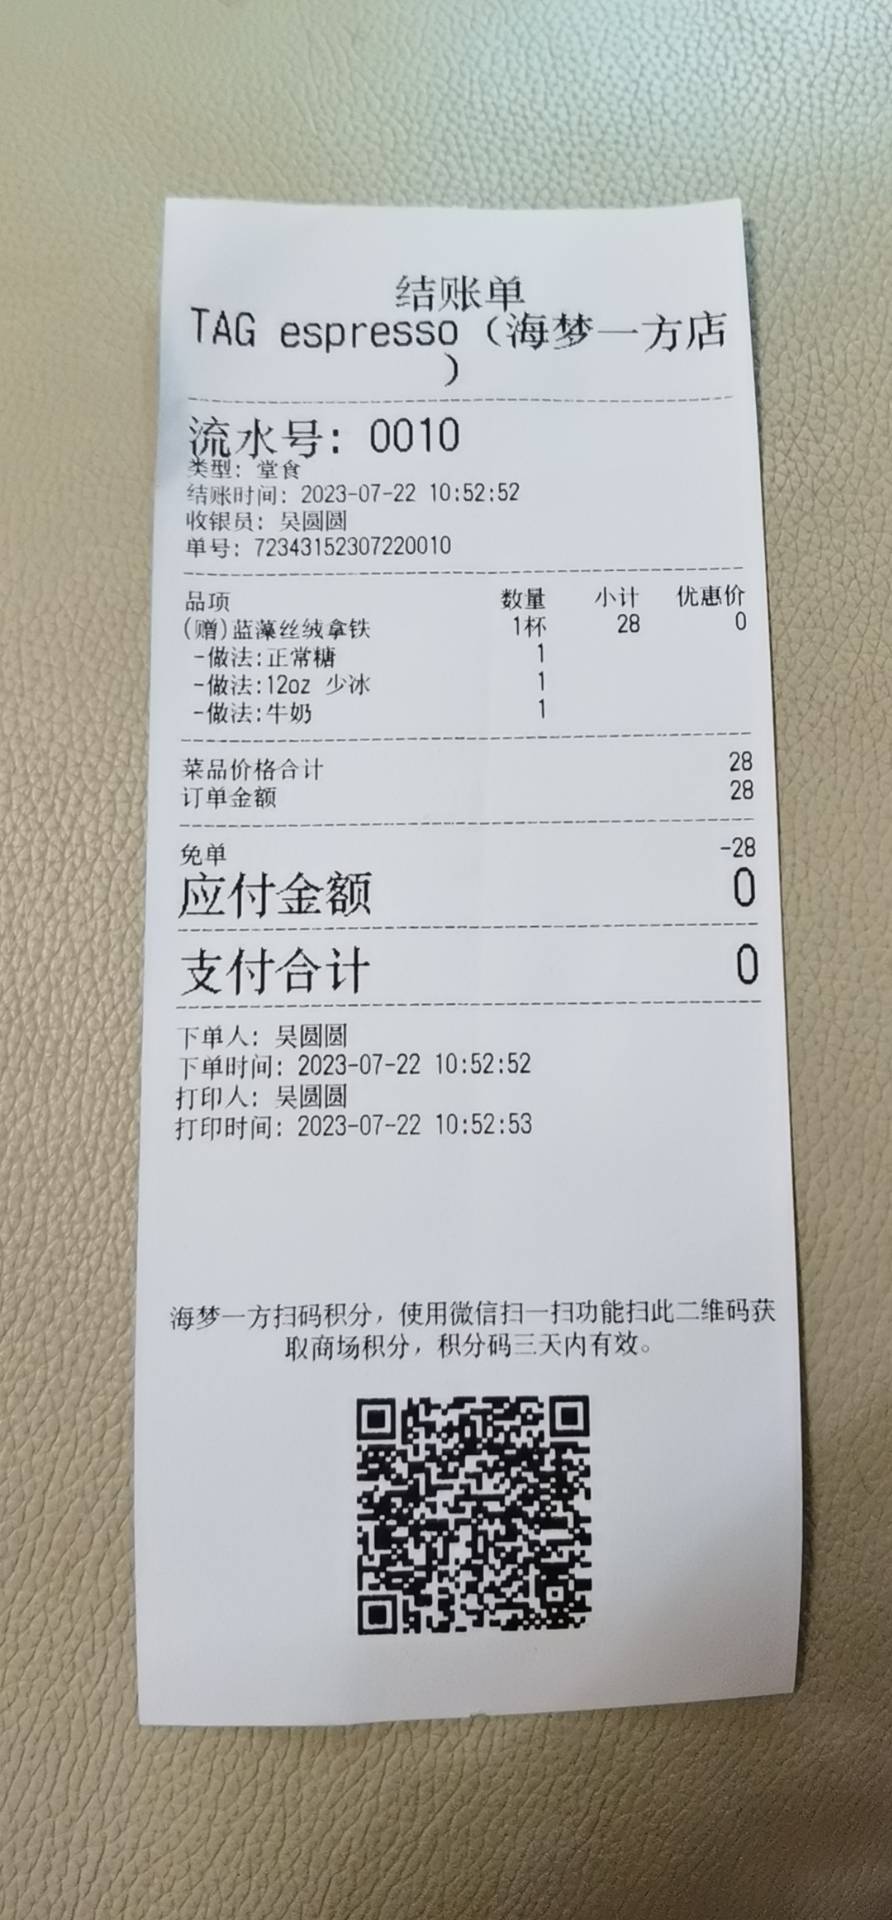 结账单
TAG espresso（海梦一方店
）
流水号: 0010
类型: 堂食
结账时间: 2023-07-22 10:52:52
收银员: 吴圆圆
单号: 72343152307220010
品项 数量 小计 优惠价
(赠)蓝藻丝绒拿铁 1杯 28 0
-做法:正常糖 1
-做法:12oz 少冰 1
-做法:牛奶 1
菜品价格合计 28
订单金额 28
免单 -28
应付金额 0
支付合计 0
下单人: 吴圆圆
下单时间: 2023-07-22 10:52:52
打印人: 吴圆圆
打印时间: 2023-07-22 10:52:53
海梦一方扫码积分，使用微信扫一扫功能扫此二维码获
取商场积分，积分码三天内有效。